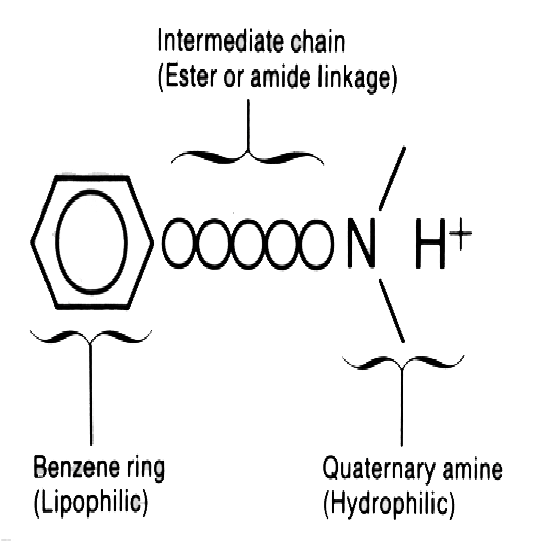 Intermediate chain
(Ester or amide linkage)
N H+
Benzene ring
(Lipophilic)
Quaternary amine
(Hydrophilic)